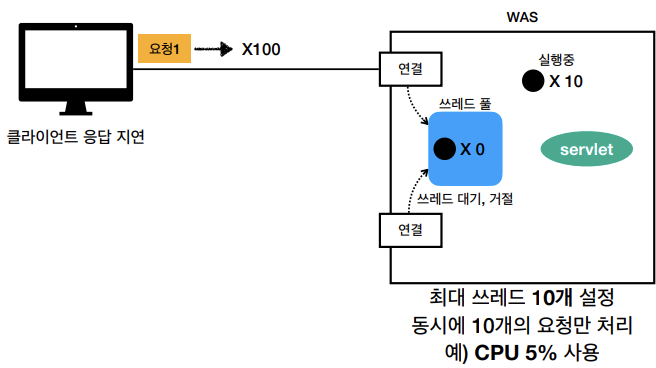 WAS
요청1
X100
연결
실행중
X 10
클라이언트 응답 지연
쓰레드 풀
X 0
servlet
쓰레드 대기, 거절
연결
최대 쓰레드 10개 설정
동시에 10개의 요청만 처리
예) CPU 5% 사용